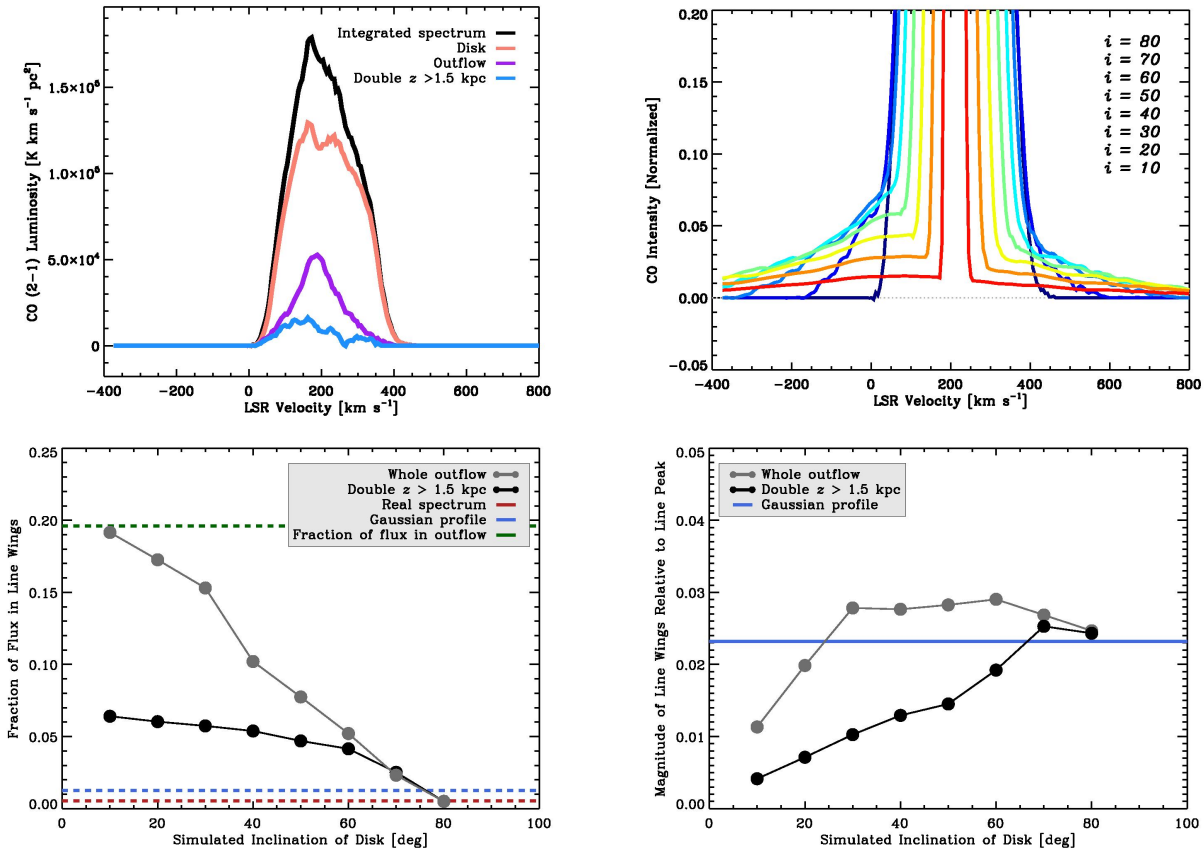 CO (2−1) Luminosity [K km s⁻¹ pc²]
1.5×10⁵
1.0×10⁵
5.0×10⁴
0
−400 −200 0 200 400 600 800
LSR Velocity [km s⁻¹]
Integrated spectrum
Disk
Outflow
Double z >1.5 kpc
CO Intensity [Normalized]
0.20
0.15
0.10
0.05
0.00
−0.05
−400 −200 0 200 400 600 800
LSR Velocity [km s⁻¹]
i = 80
i = 70
i = 60
i = 50
i = 40
i = 30
i = 20
i = 10
Fraction of Flux in Line Wings
0.25
0.20
0.15
0.10
0.05
0.00
0 20 40 60 80 100
Simulated Inclination of Disk [deg]
Whole outflow
Double z > 1.5 kpc
Real spectrum
Gaussian profile
Fraction of flux in outflow
Magnitude of Line Wings Relative to Line Peak
0.05
0.04
0.03
0.02
0.01
0.00
0 20 40 60 80 100
Simulated Inclination of Disk [deg]
Whole outflow
Double z > 1.5 kpc
Gaussian profile